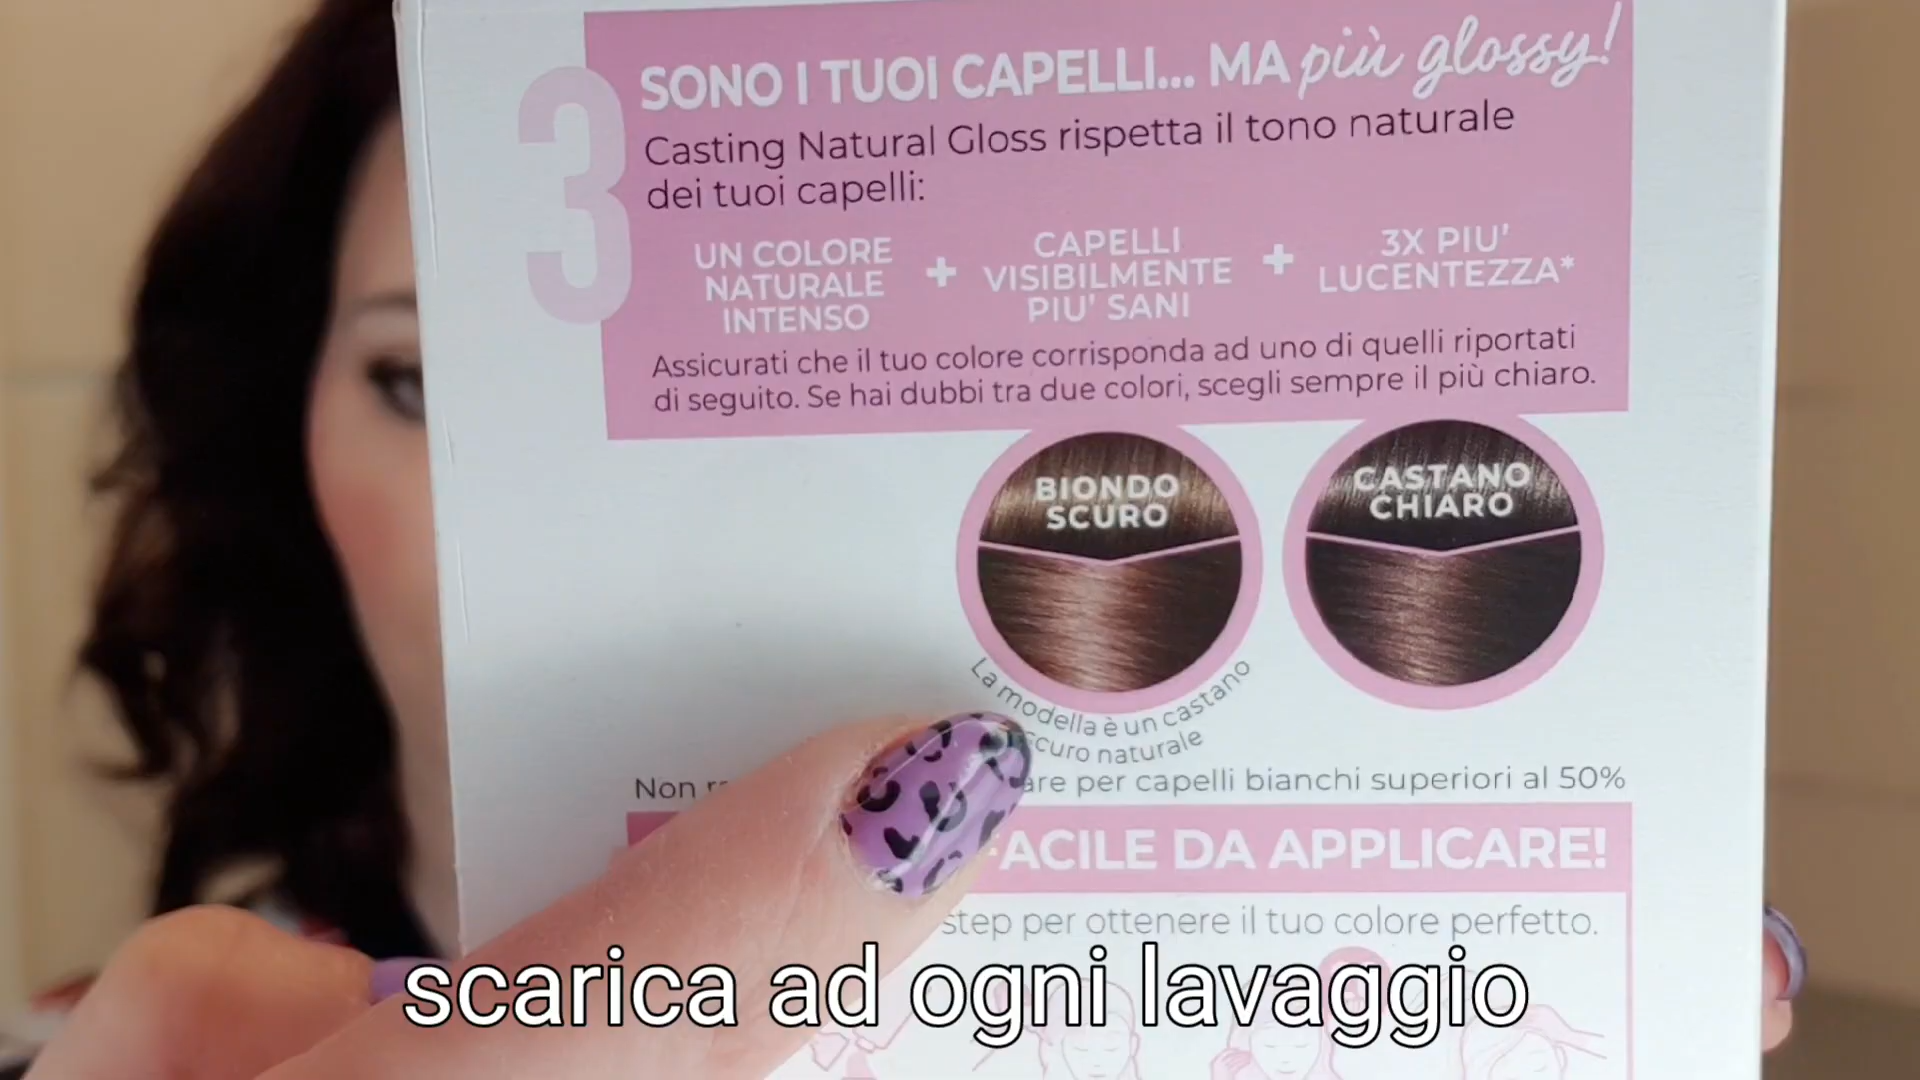 3
SONO I TUOI CAPELLI... MA più glossy!
Casting Natural Gloss rispetta il tono naturale
dei tuoi capelli:
UN COLORE
NATURALE
INTENSO
+
CAPELLI
VISIBILMENTE
PIU' SANI
+
3X PIU'
LUCENTEZZA*
Assicurati che il tuo colore corrisponda ad uno di quelli riportati
di seguito. Se hai dubbi tra due colori, scegli sempre il più chiaro.
BIONDO
SCURO
CASTANO
CHIARO
La modella è un castano
scuro naturale
Non per capelli bianchi superiori al 50%
FACILE DA APPLICARE!
step per ottenere il tuo colore perfetto.
scarica ad ogni lavaggio